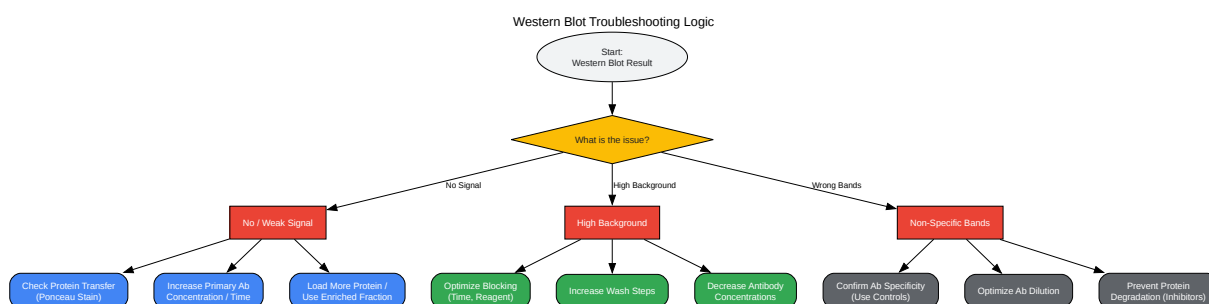 Western Blot Troubleshooting Logic
Start:
Western Blot Result
What is the issue?
No Signal
High Background
Wrong Bands
No / Weak Signal
High Background
Non-Specific Bands
Check Protein Transfer
(Ponceau Stain)
Increase Primary Ab
Concentration / Time
Load More Protein /
Use Enriched Fraction
Optimize Blocking
(Time, Reagent)
Increase Wash Steps
Decrease Antibody
Concentrations
Confirm Ab Specificity
(Use Controls)
Optimize Ab Dilution
Prevent Protein
Degradation (Inhibitors)